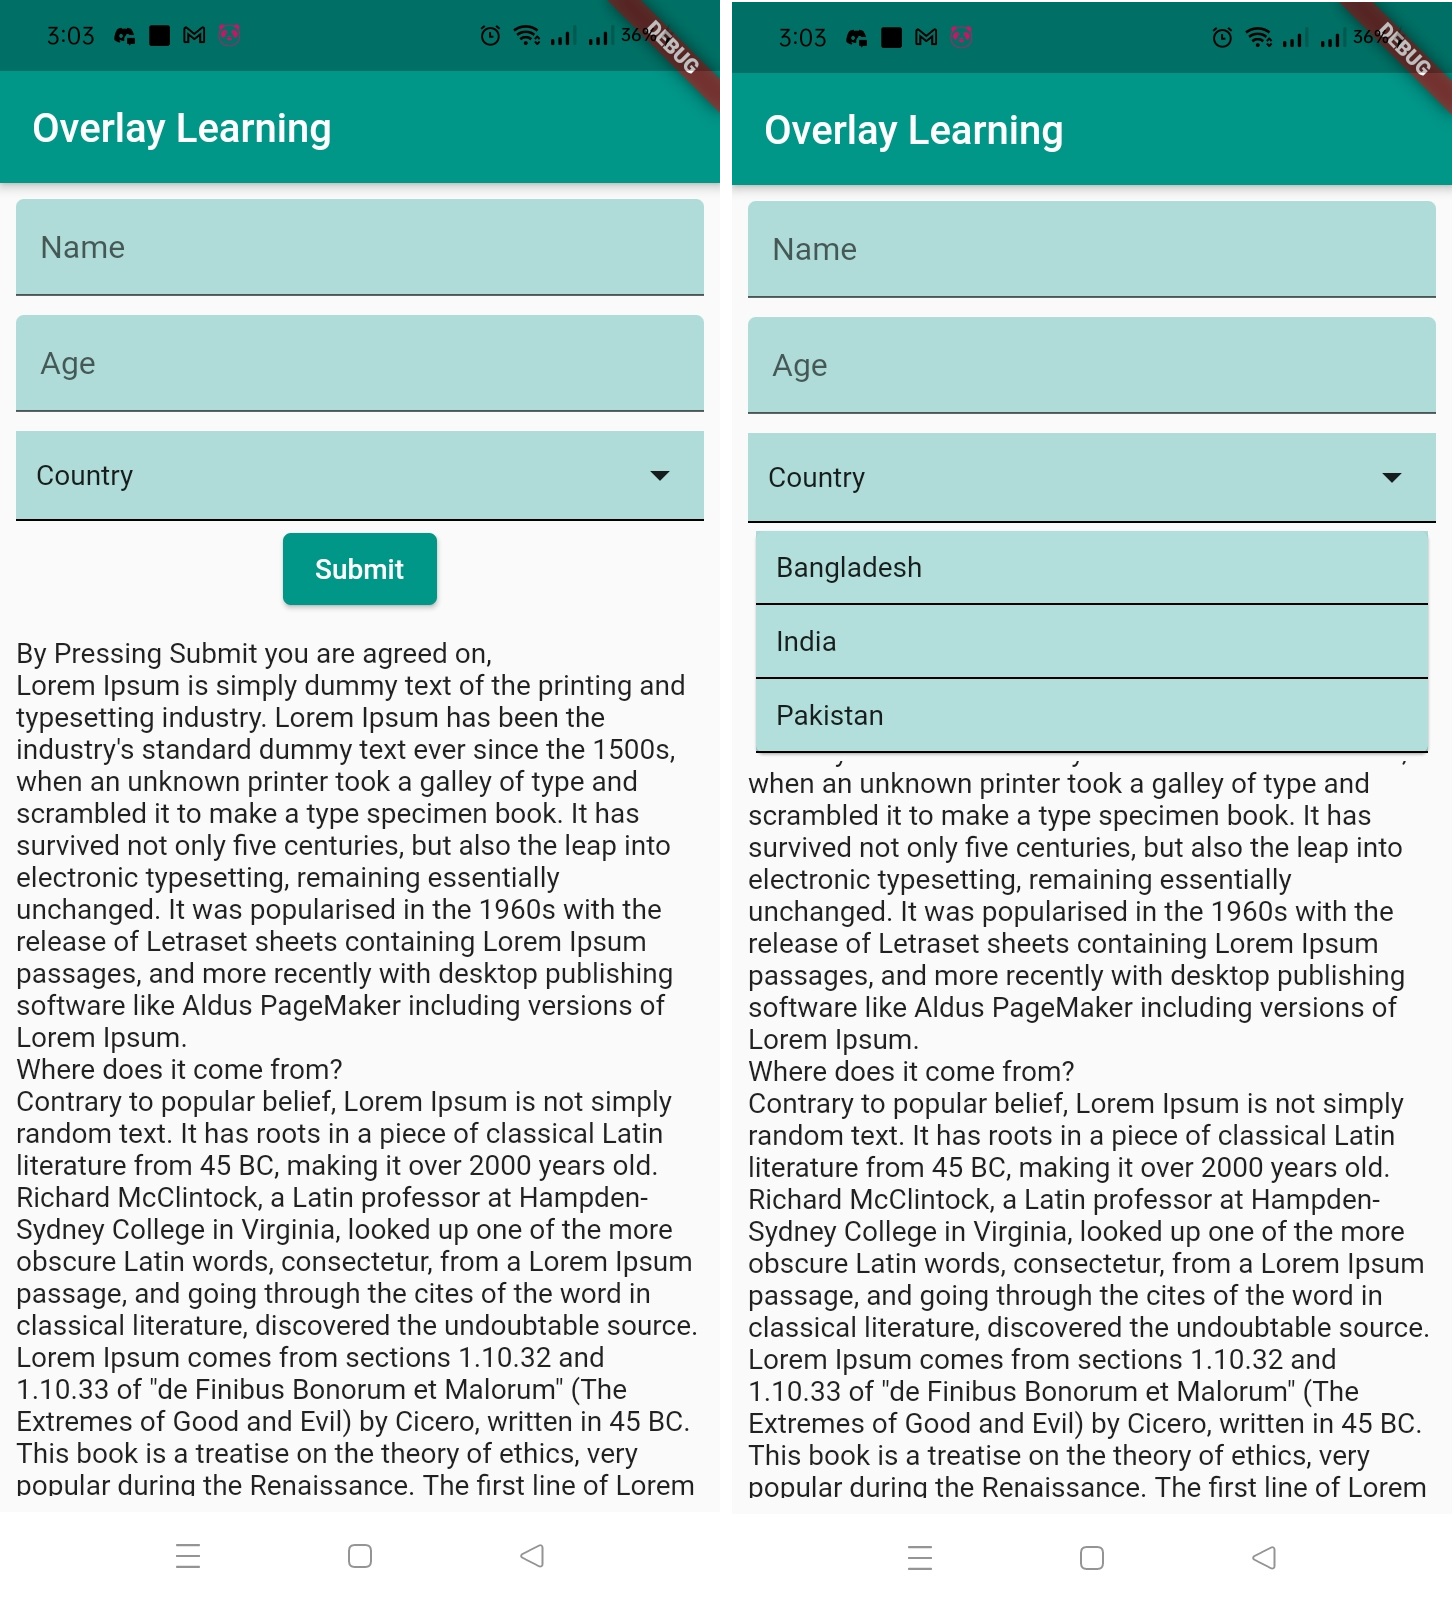 3:03
36%
DEBUG
Overlay Learning
Name
Age
Country
Submit
By Pressing Submit you are agreed on,
Lorem Ipsum is simply dummy text of the printing and
typesetting industry. Lorem Ipsum has been the
industry's standard dummy text ever since the 1500s,
when an unknown printer took a galley of type and
scrambled it to make a type specimen book. It has
survived not only five centuries, but also the leap into
electronic typesetting, remaining essentially
unchanged. It was popularised in the 1960s with the
release of Letraset sheets containing Lorem Ipsum
passages, and more recently with desktop publishing
software like Aldus PageMaker including versions of
Lorem Ipsum.
Where does it come from?
Contrary to popular belief, Lorem Ipsum is not simply
random text. It has roots in a piece of classical Latin
literature from 45 BC, making it over 2000 years old.
Richard McClintock, a Latin professor at Hampden-
Sydney College in Virginia, looked up one of the more
obscure Latin words, consectetur, from a Lorem Ipsum
passage, and going through the cites of the word in
classical literature, discovered the undoubtable source.
Lorem Ipsum comes from sections 1.10.32 and
1.10.33 of "de Finibus Bonorum et Malorum" (The
Extremes of Good and Evil) by Cicero, written in 45 BC.
This book is a treatise on the theory of ethics, very
popular during the Renaissance. The first line of Lorem
3:03
36%
DEBUG
Overlay Learning
Name
Age
Country
Bangladesh
India
Pakistan
when an unknown printer took a galley of type and
scrambled it to make a type specimen book. It has
survived not only five centuries, but also the leap into
electronic typesetting, remaining essentially
unchanged. It was popularised in the 1960s with the
release of Letraset sheets containing Lorem Ipsum
passages, and more recently with desktop publishing
software like Aldus PageMaker including versions of
Lorem Ipsum.
Where does it come from?
Contrary to popular belief, Lorem Ipsum is not simply
random text. It has roots in a piece of classical Latin
literature from 45 BC, making it over 2000 years old.
Richard McClintock, a Latin professor at Hampden-
Sydney College in Virginia, looked up one of the more
obscure Latin words, consectetur, from a Lorem Ipsum
passage, and going through the cites of the word in
classical literature, discovered the undoubtable source.
Lorem Ipsum comes from sections 1.10.32 and
1.10.33 of "de Finibus Bonorum et Malorum" (The
Extremes of Good and Evil) by Cicero, written in 45 BC.
This book is a treatise on the theory of ethics, very
popular during the Renaissance. The first line of Lorem